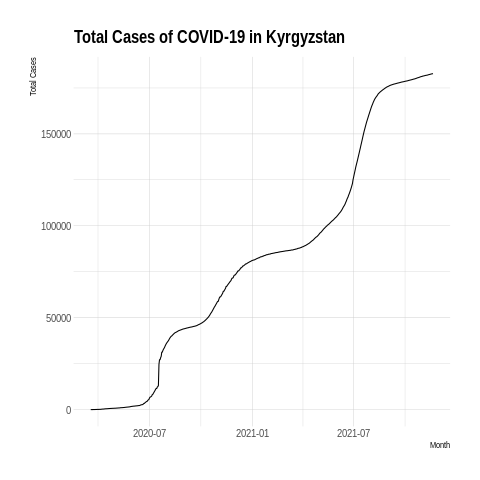 Total Cases of COVID-19 in Kyrgyzstan
Total Cases
150000
100000
50000
0
2020-07 2021-01 2021-07
Month